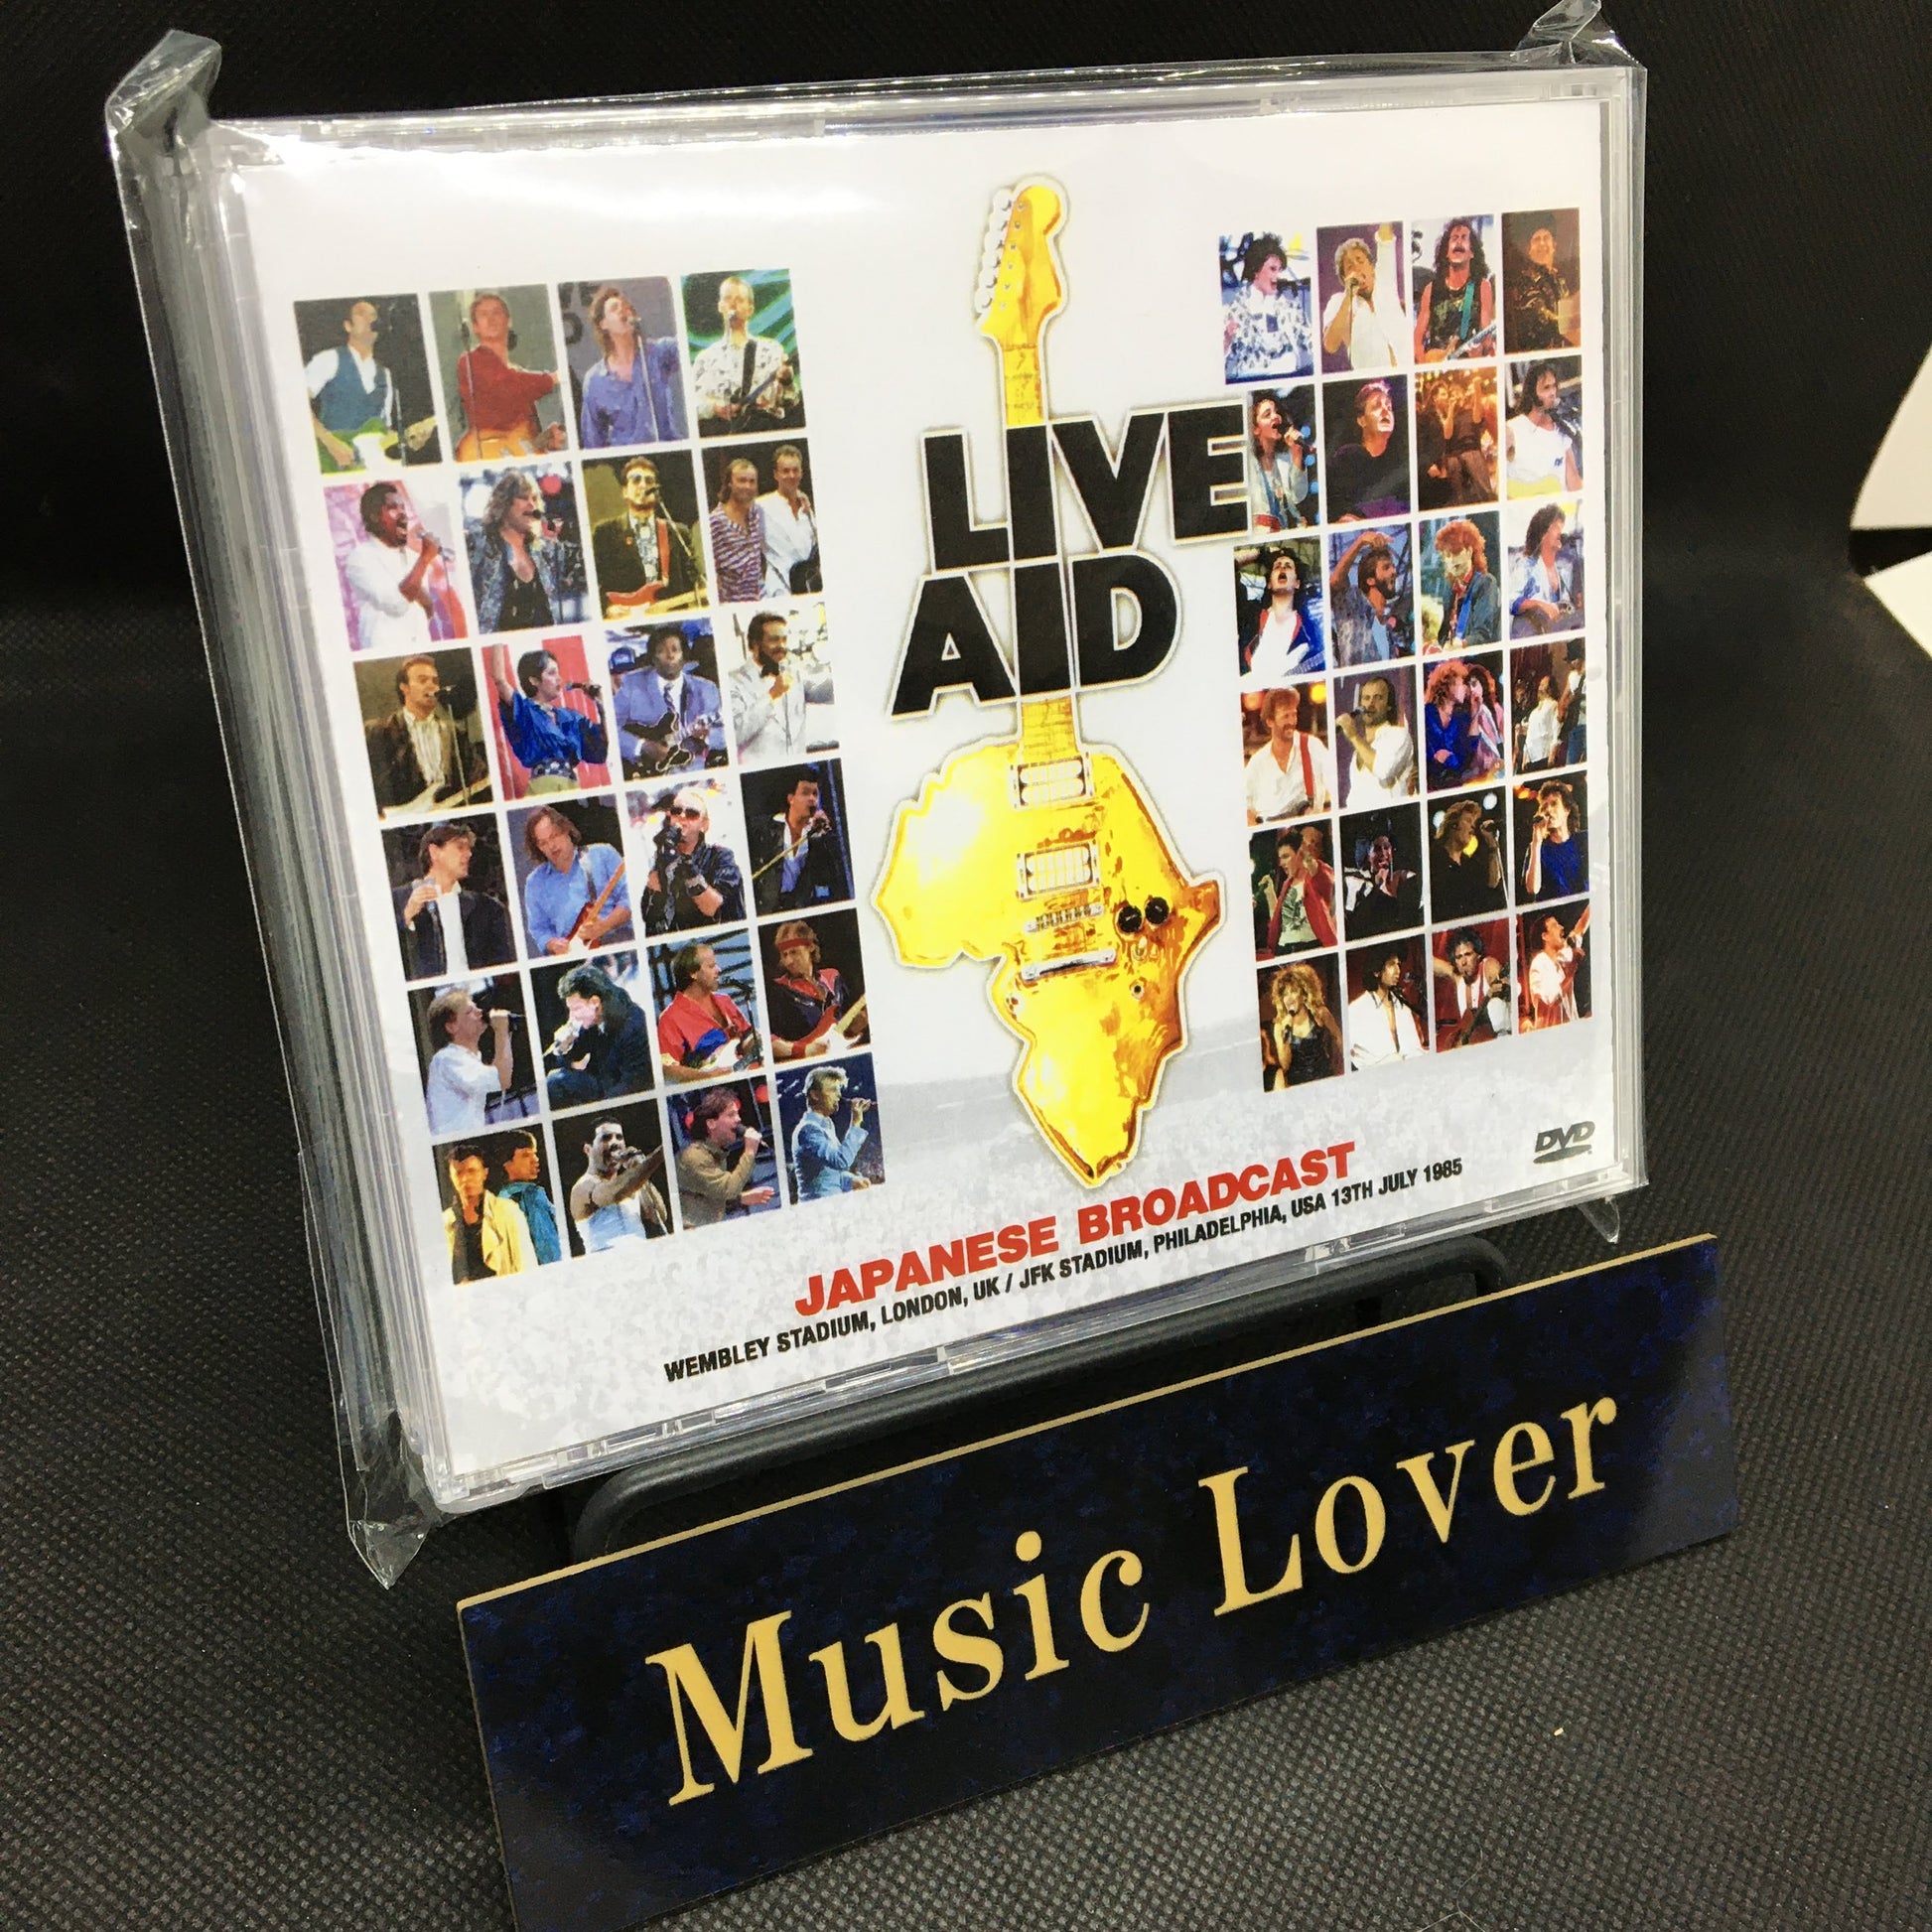 LIVE
AID
JAPANESE BROADCAST
WEMBLEY STADIUM, LONDON, UK / JFK STADIUM, PHILADELPHIA, USA 13TH JULY 1985
DVD
Music Lover